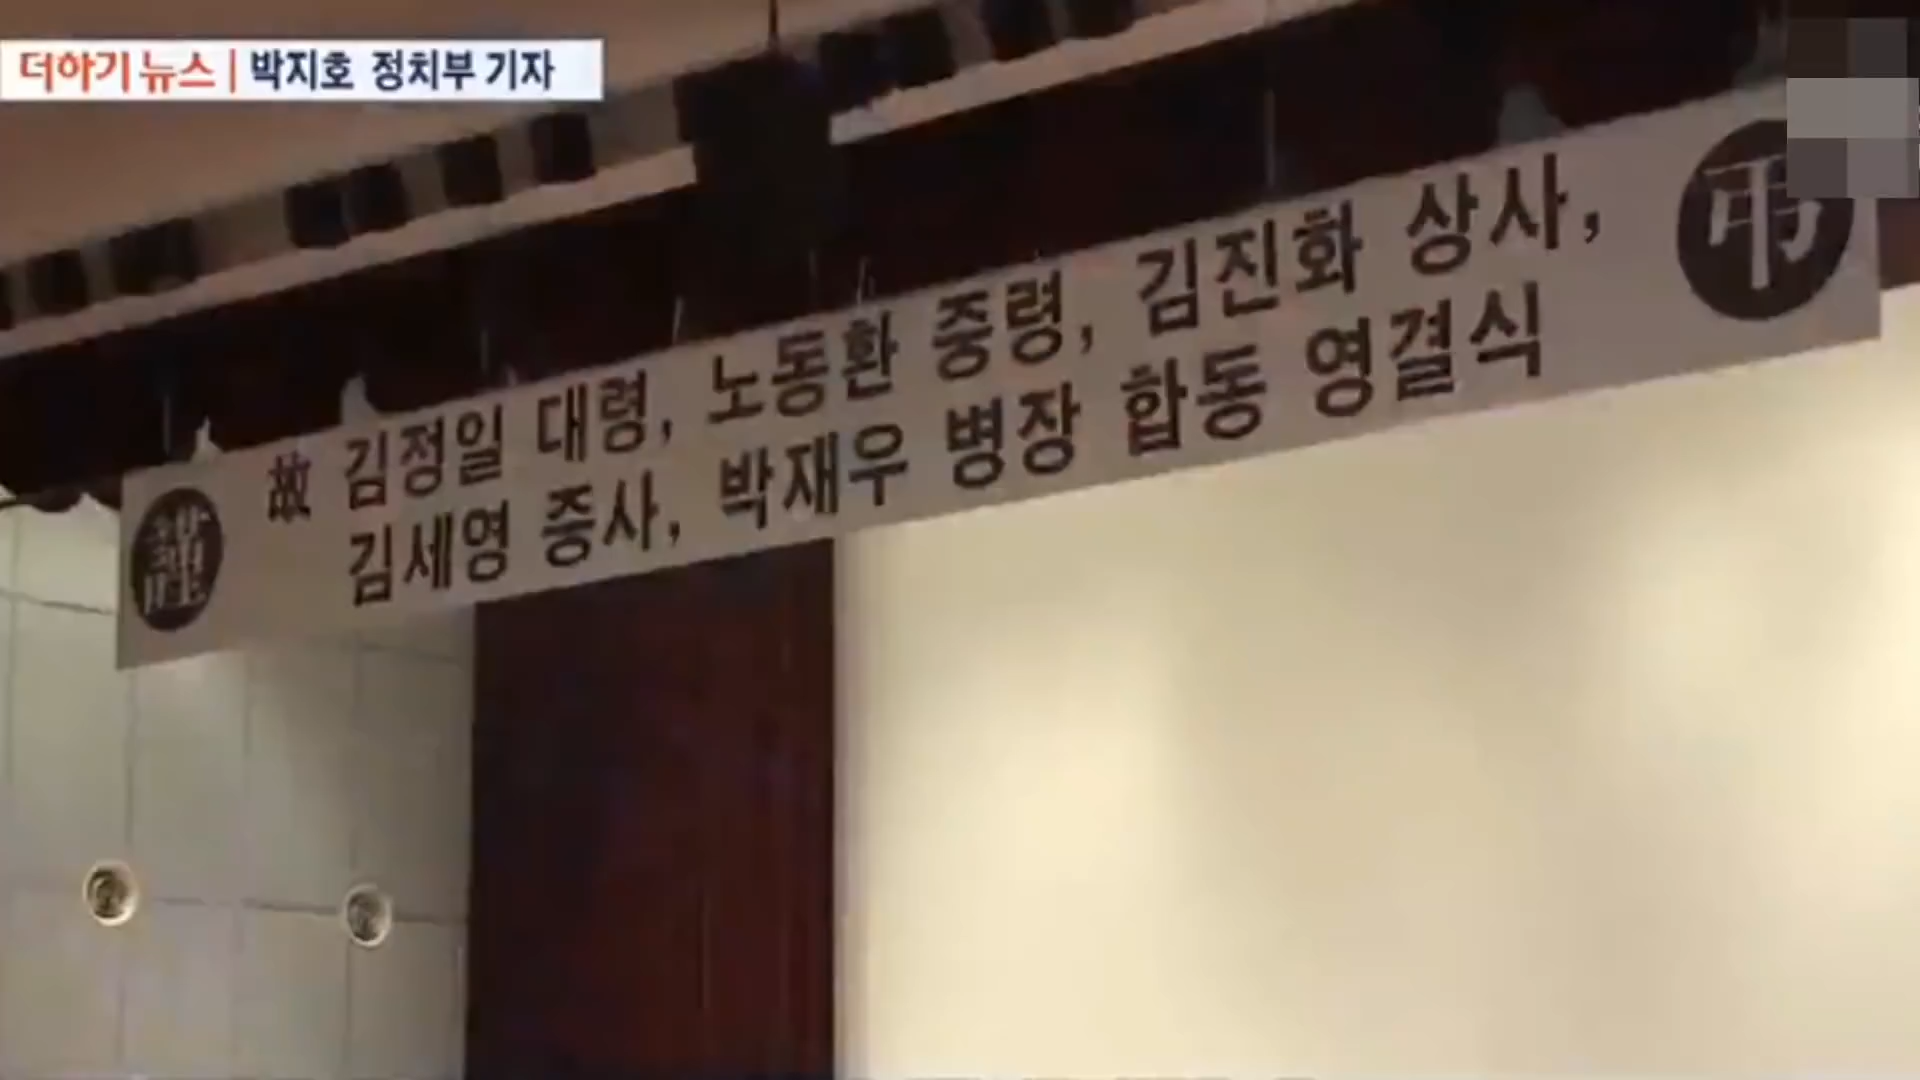 더하기 뉴스 | 박지호 정치부 기자
謹 故 김정일 대령, 노동환 중령, 김진화 상사, 弔
김세영 중사, 박재우 병장 합동 영결식